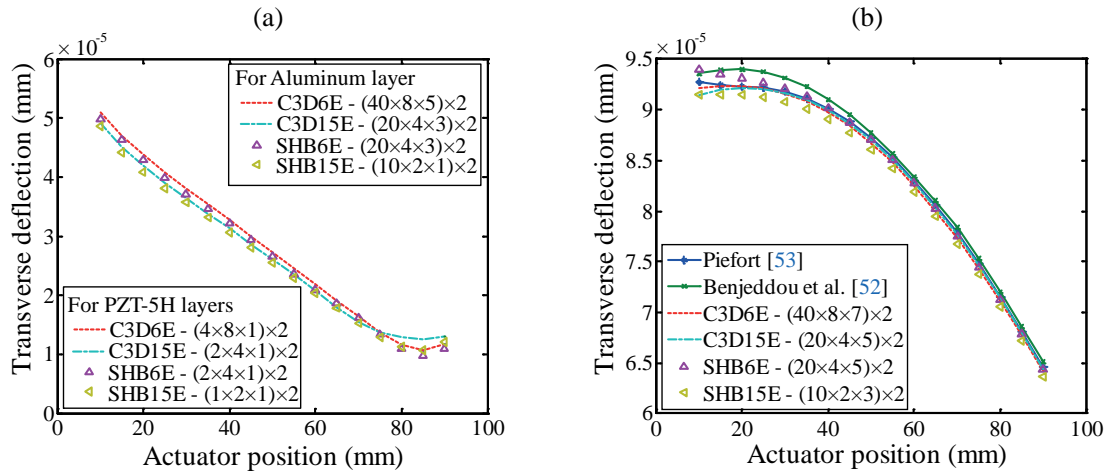 (a)
× 10⁻⁵
Transverse deflection (mm)
6
5
4
3
2
1
0
For Aluminum layer
C3D6E - (40×8×5)×2
C3D15E - (20×4×3)×2
SHB6E - (20×4×3)×2
SHB15E - (10×2×1)×2
For PZT-5H layers
C3D6E - (4×8×1)×2
C3D15E - (2×4×1)×2
SHB6E - (2×4×1)×2
SHB15E - (1×2×1)×2
0 20 40 60 80 100
Actuator position (mm)
(b)
× 10⁻⁵
Transverse deflection (mm)
9.5
9
8.5
8
7.5
7
6.5
6
Piefort [53]
Benjeddou et al. [52]
C3D6E - (40×8×7)×2
C3D15E - (20×4×5)×2
SHB6E - (20×4×5)×2
SHB15E - (10×2×3)×2
0 20 40 60 80 100
Actuator position (mm)